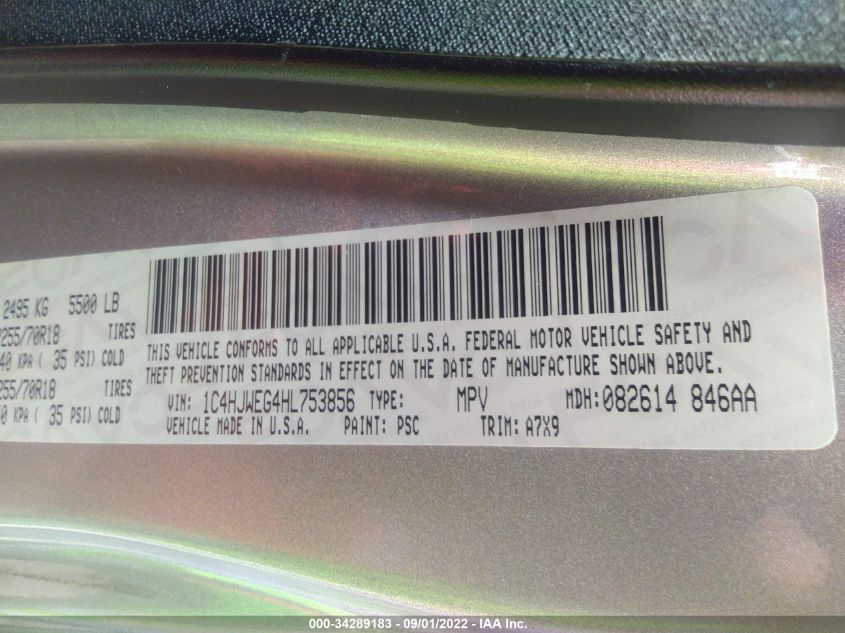 2495 KG 5500 LB
255/70R18 TIRES
40 KPA ( 35 PSI) COLD
255/70R18 TIRES
0 KPA ( 35 PSI) COLD
THIS VEHICLE CONFORMS TO ALL APPLICABLE U.S.A. FEDERAL MOTOR VEHICLE SAFETY AND
THEFT PREVENTION STANDARDS IN EFFECT ON THE DATE OF MANUFACTURE SHOWN ABOVE.
VIN: 1C4HJWEG4HL753856 TYPE: MPV MDH:082614 846AA
VEHICLE MADE IN U.S.A. PAINT: PSC TRIM: A7X9
000-34289183 - 09/01/2022 - IAA Inc.